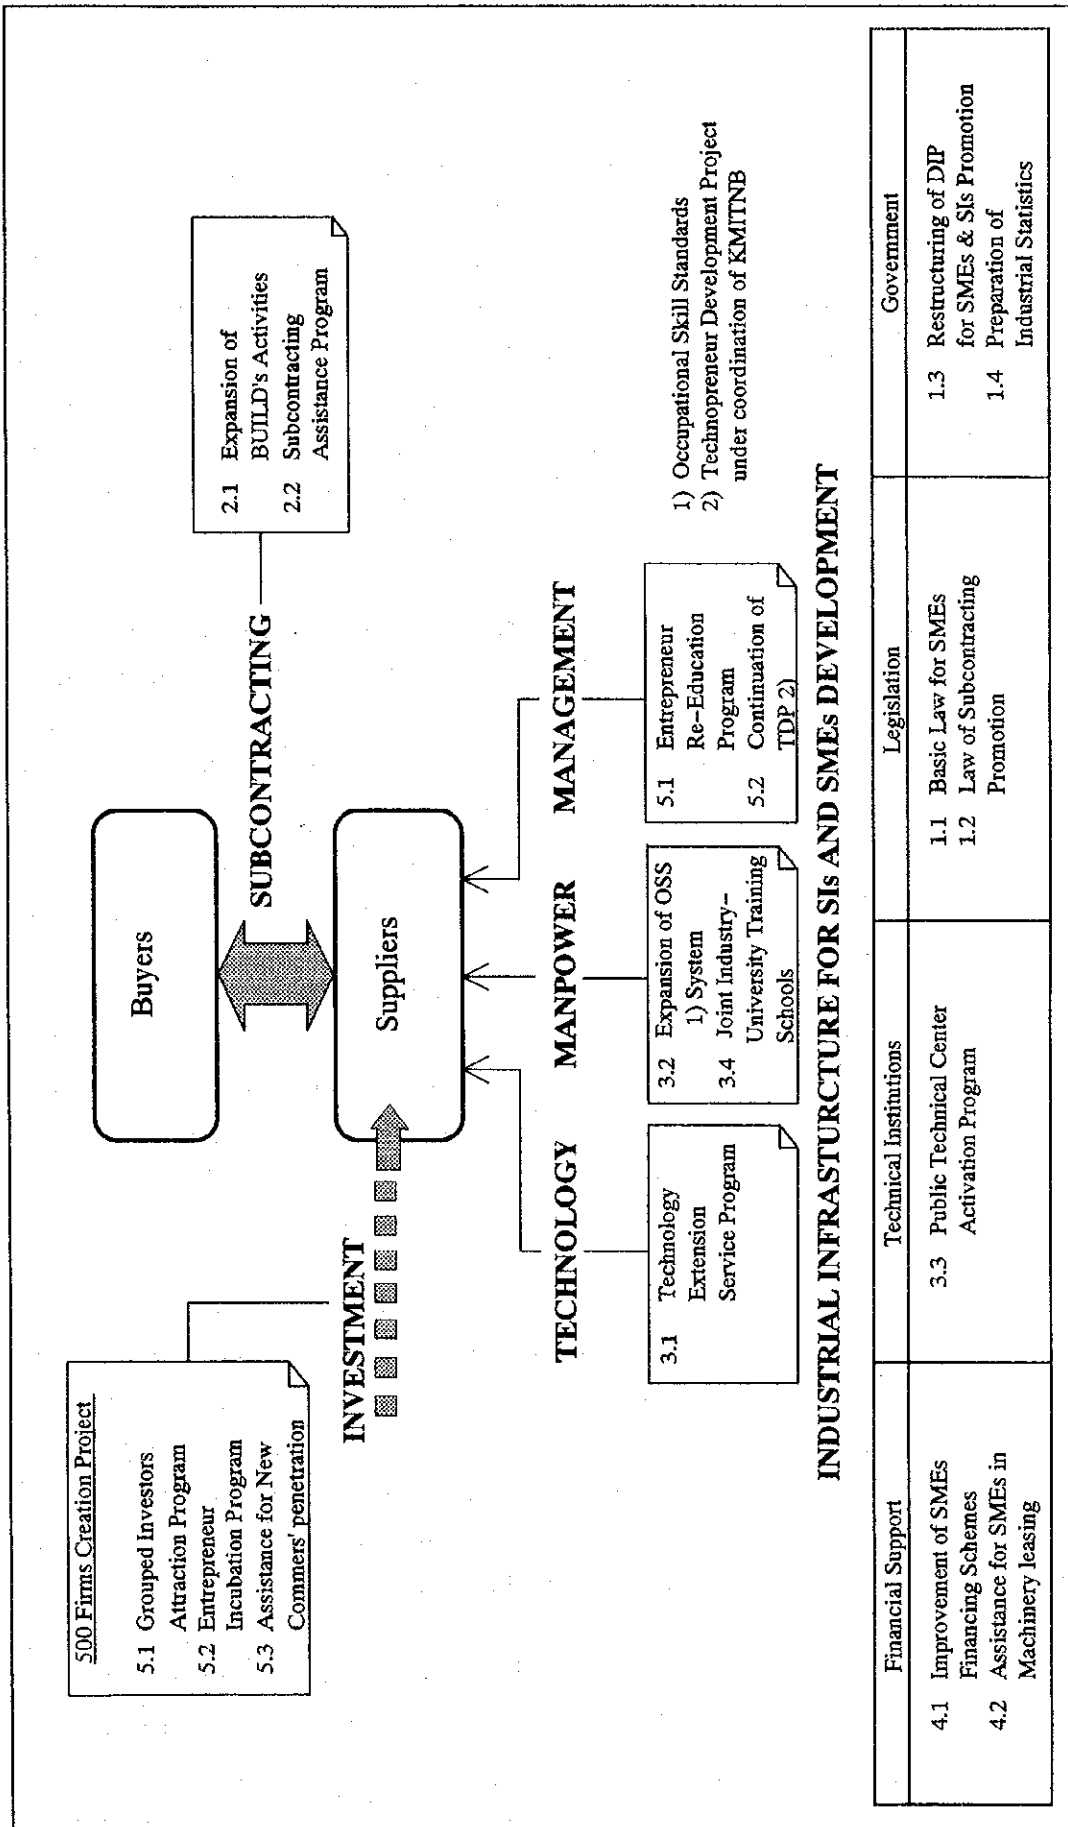 500 Firms Creation Project
5.1 Grouped Investors
Attraction Program
5.2 Entrepreneur
Incubation Program
5.3 Assistance for New
Commers' penetration
INVESTMENT
Buyers
Suppliers
SUBCONTRACTING
2.1 Expansion of
BUILD's Activities
2.2 Subcontracting
Assistance Program
TECHNOLOGY
MANPOWER
MANAGEMENT
3.1 Technology
Extension
Service Program
3.2 Expansion of OSS
1) System
3.4 Joint Industry-
University Training
Schools
5.1 Entrepreneur
Re-Education
Program
5.2 Continuation of
TDP 2)
1) Occupational Skill Standards
2) Technopreneur Development Project
under coordination of KMITNB
INDUSTRIAL INFRASTURCTURE FOR SIs AND SMEs DEVELOPMENT
Financial Support
4.1 Improvement of SMEs
Financing Schemes
4.2 Assistance for SMEs in
Machinery leasing
Technical Institutions
3.3 Public Technical Center
Activation Program
Legislation
1.1 Basic Law for SMEs
1.2 Law of Subcontracting
Promotion
Government
1.3 Restructuring of DIP
for SMEs & SIs Promotion
1.4 Preparation of
Industrial Statistics